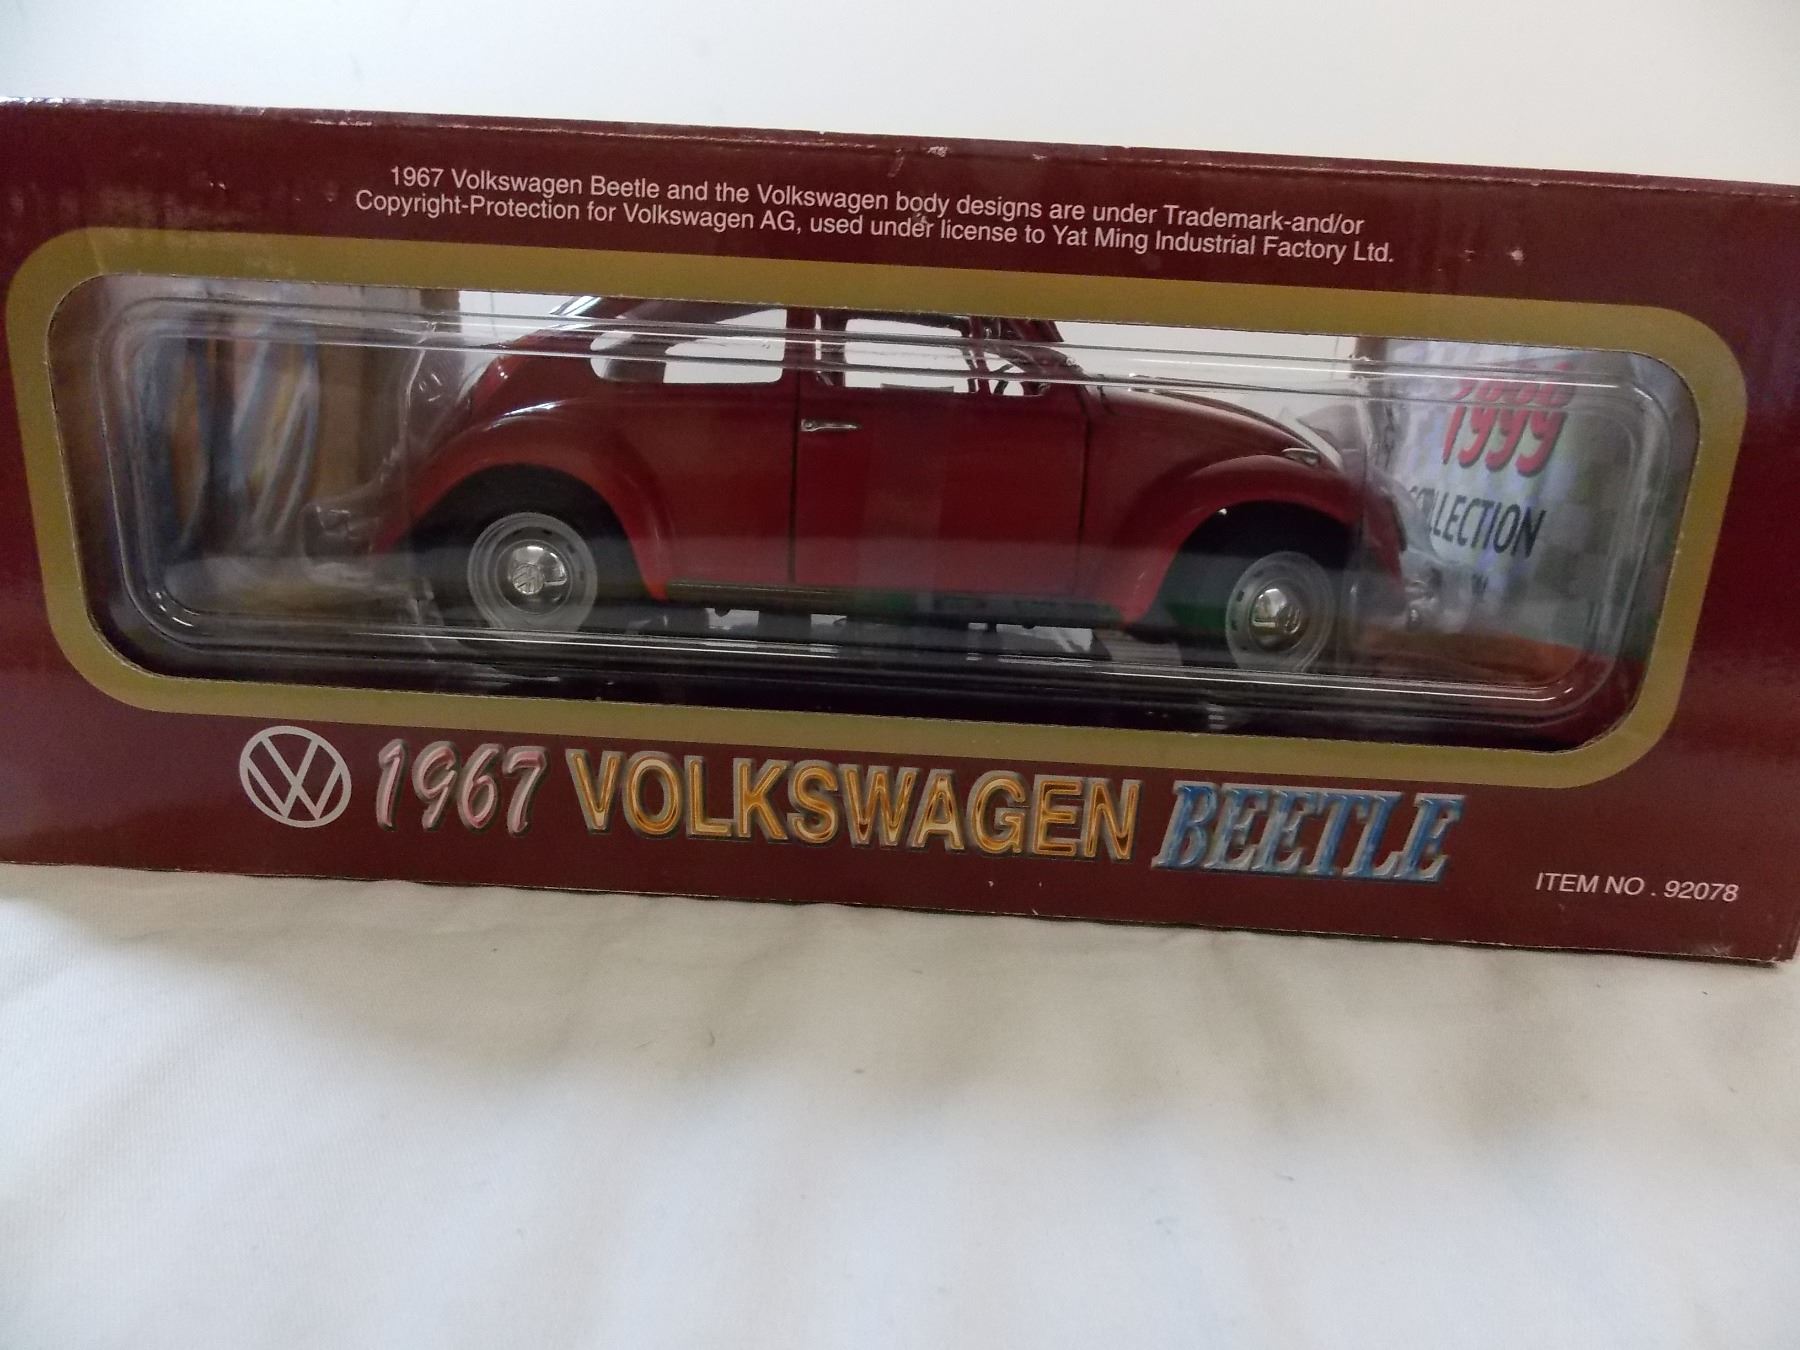 1967 Volkswagen Beetle and the Volkswagen body designs are under Trademark-and/or
Copyright-Protection for Volkswagen AG, used under license to Yat Ming Industrial Factory Ltd.
1999
COLLECTION
1967 VOLKSWAGEN BEETLE
ITEM NO . 92078